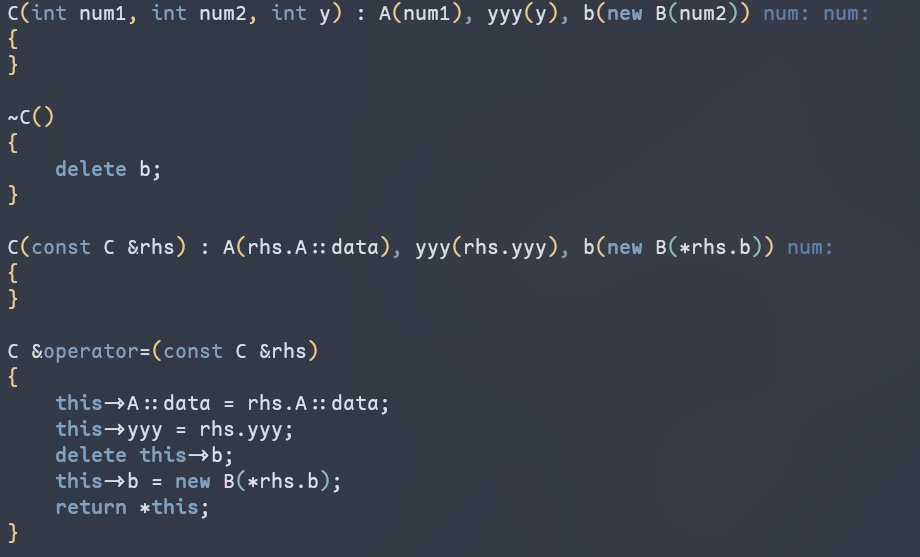 C(int num1, int num2, int y) : A(num1), yyy(y), b(new B(num2)) num: num:
{
}
~C()
{
delete b;
}
C(const C &rhs) : A(rhs.A::data), yyy(rhs.yyy), b(new B(*rhs.b)) num:
{
}
C &operator=(const C &rhs)
{
this->A::data = rhs.A::data;
this->yyy = rhs.yyy;
delete this->b;
this->b = new B(*rhs.b);
return *this;
}